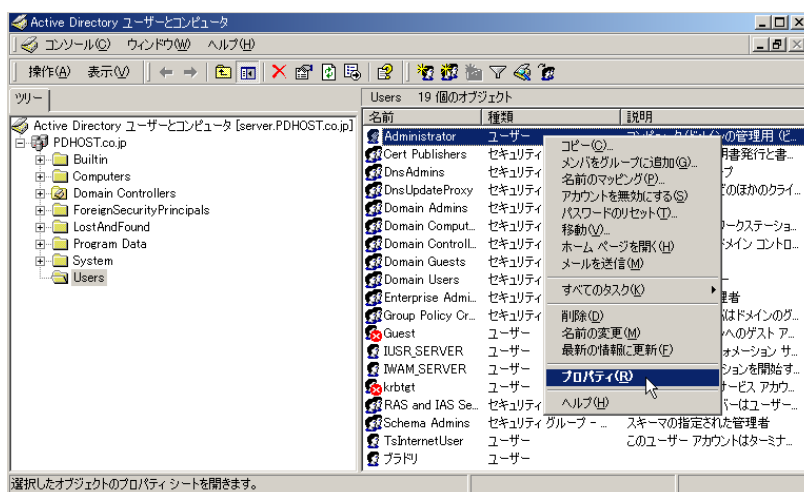 Active Directory ユーザーとコンピュータ
コンソール(C) ウィンドウ(W) ヘルプ(H)
操作(A) 表示(V)
ツリー
Users 19 個のオブジェクト
名前 種類 説明
Active Directory ユーザーとコンピュータ [server.PDHOST.co.jp]
PDHOST.co.jp
Builtin
Computers
Domain Controllers
ForeignSecurityPrincipals
LostAndFound
Program Data
System
Users
Administrator ユーザー コンピュータ/ドメインの管理用 (ビ...
Cert Publishers セキュリティ 明書発行と書...
DnsAdmins セキュリティ プ
DnsUpdateProxy セキュリティ どのほかのクライ...
Domain Admins セキュリティ
Domain Comput... セキュリティ ワークステーショ...
Domain Controll... セキュリティ ドメイン コントロ...
Domain Guests セキュリティ
Domain Users セキュリティ
Enterprise Admi... セキュリティ 理者
Group Policy Cr... セキュリティ はドメインのグ...
Guest ユーザー へのゲスト ア...
IUSR_SERVER ユーザー ォメーション サ...
IWAM_SERVER ユーザー ションを開始す...
krbtgt ユーザー サービス アカウ...
RAS and IAS Se... セキュリティ バーはユーザー...
Schema Admins セキュリティ グループ - ... スキーマの指定された管理者
TsInternetUser ユーザー このユーザー アカウントはターミナ...
ブラドリ ユーザー
コピー(C)...
メンバをグループに追加(G)...
名前のマッピング(P)...
アカウントを無効にする(S)
パスワードのリセット(T)...
移動(V)...
ホーム ページを開く(H)
メールを送信(M)
すべてのタスク(K)
削除(D)
名前の変更(M)
最新の情報に更新(F)
プロパティ(R)
ヘルプ(H)
選択したオブジェクトのプロパティ シートを開きます。